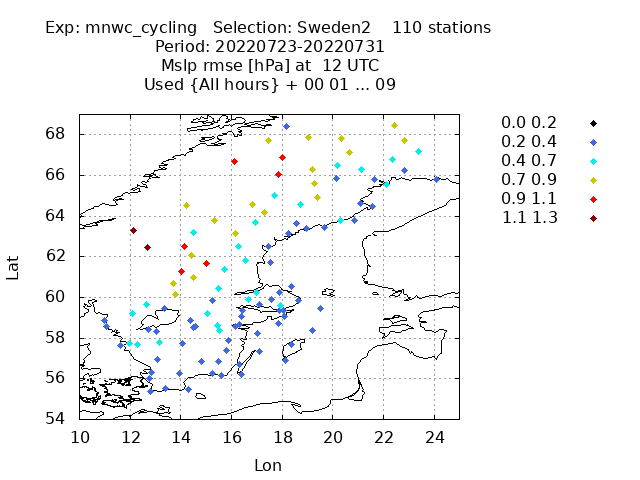 Exp: mnwc_cycling   Selection: Sweden2    110 stations
Period: 20220723-20220731
Mslp rmse [hPa] at  12 UTC
Used {All hours} + 00 01 ... 09
0.0 0.2
0.2 0.4
0.4 0.7
0.7 0.9
0.9 1.1
1.1 1.3
68
66
64
62
60
58
56
54
Lat
10 12 14 16 18 20 22 24
Lon